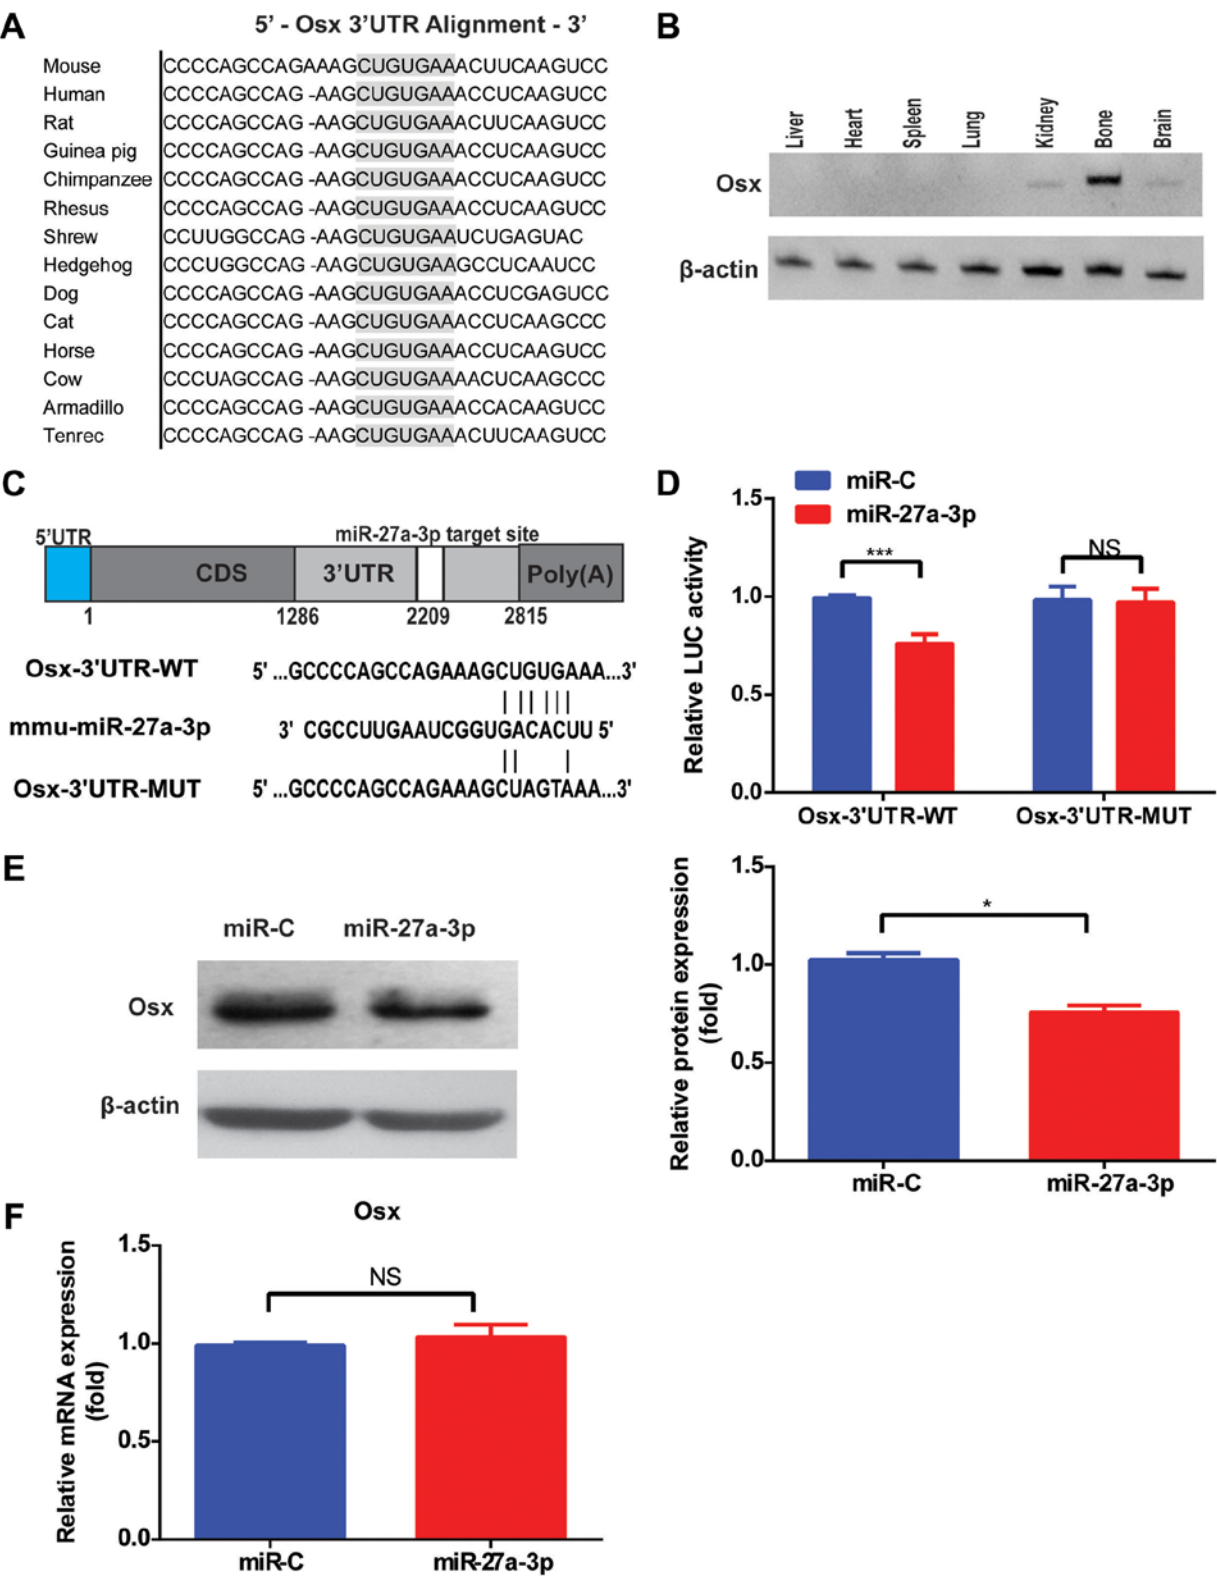 A
5' - Osx 3'UTR Alignment - 3'
Mouse CCCCAGCCAGAAAGCUGUGAAACUUCAAGUCC
Human CCCCAGCCAG -AAGCUGUGAAACCUCAAGUCC
Rat CCCCAGCCAG -AAGCUGUGAAACUUCAAGUCC
Guinea pig CCCCAGCCAG -AAGCUGUGAAACCUCAAGUCC
Chimpanzee CCCCAGCCAG -AAGCUGUGAAACCUCAAGUCC
Rhesus CCCCAGCCAG -AAGCUGUGAAACCUCAAGUCC
Shrew CCUUGGCCAG -AAGCUGUGAAUCUGAGUAC
Hedgehog CCCUGGCCAG -AAGCUGUGAAGCCUCAAUCC
Dog CCCCAGCCAG -AAGCUGUGAAACCUCGAGUCC
Cat CCCCAGCCAG -AAGCUGUGAAACCUCAAGCCC
Horse CCCCAGCCAG -AAGCUGUGAAACCUCAAGUCC
Cow CCCUAGCCAG -AAGCUGUGAAAACUCAAGCCC
Armadillo CCCCAGCCAG -AAGCUGUGAAACCACAAGUCC
Tenrec CCCCAGCCAG -AAGCUGUGAAACUUCAAGUCC
B
Liver Heart Spleen Lung Kidney Bone Brain
Osx
β-actin
C
5'UTR miR-27a-3p target site
CDS 3'UTR Poly(A)
1 1286 2209 2815
Osx-3'UTR-WT 5' ...GCCCCAGCCAGAAAGCUGUGAAA...3'
mmu-miR-27a-3p 3' CGCCUUGAAUCGGUGACACUU 5'
Osx-3'UTR-MUT 5' ...GCCCCAGCCAGAAAGCUAGTAAA...3'
D
miR-C
miR-27a-3p
Relative LUC activity
1.5
1.0
0.5
0.0
***
NS
Osx-3'UTR-WT Osx-3'UTR-MUT
E
miR-C miR-27a-3p
Osx
β-actin
Relative protein expression
(fold)
1.5
1.0
0.5
0.0
*
miR-C miR-27a-3p
F
Osx
Relative mRNA expression
(fold)
1.5
1.0
0.5
0.0
NS
miR-C miR-27a-3p